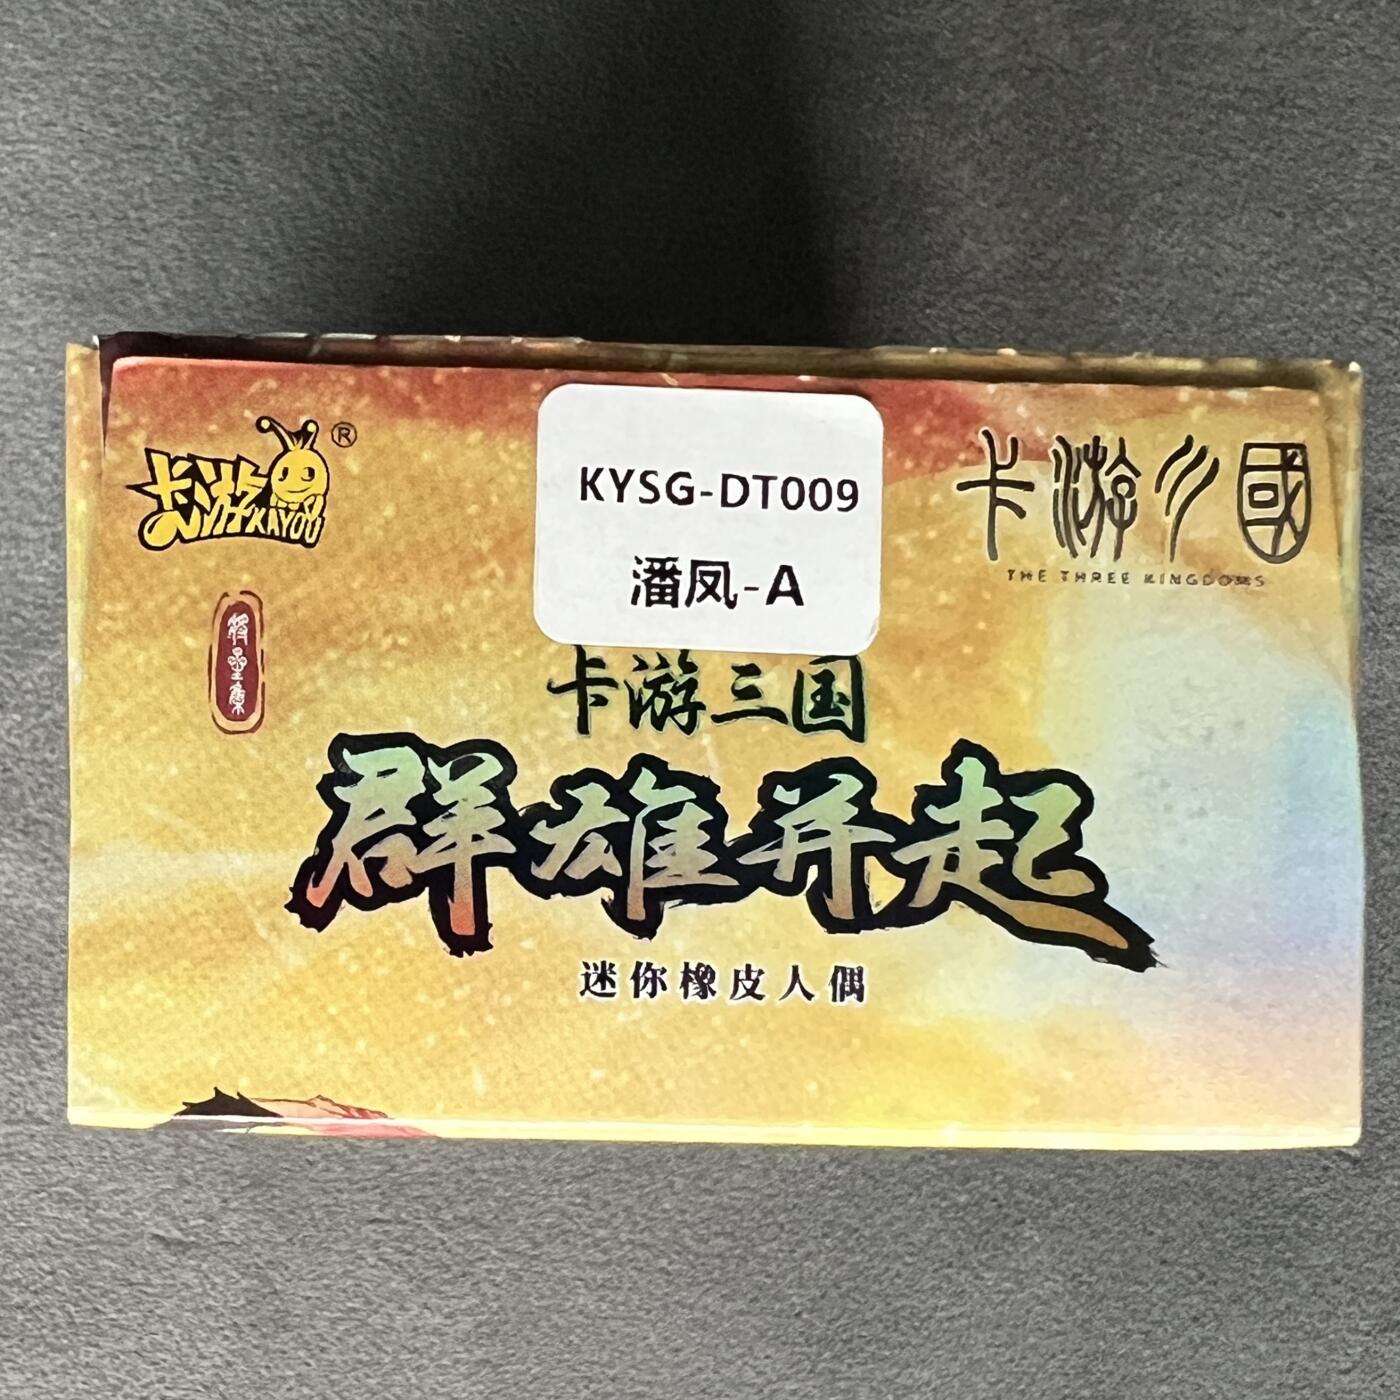 卡游 KAYOU ®
KYSG-DT009
潘凤-A
卡游三國
THE THREE KINGDOMS
卡游三国
群雄并起
迷你橡皮人偶